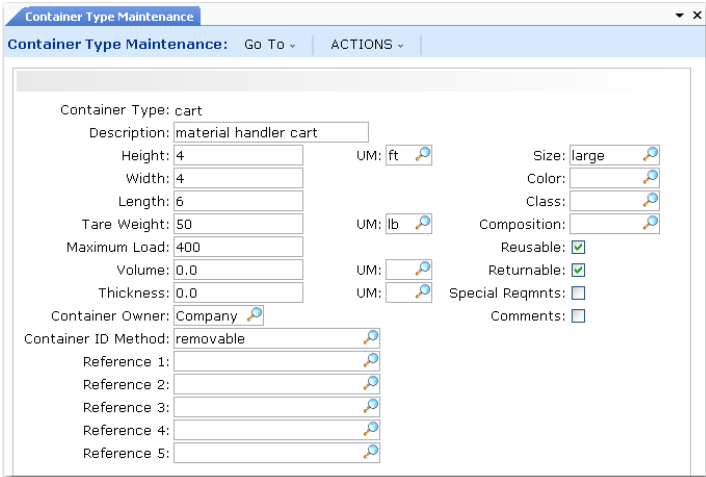 Container Type Maintenance
Container Type Maintenance: Go To ACTIONS
Container Type: cart
Description: material handler cart
Height: 4 UM: ft Size: large
Width: 4 Color:
Length: 6 Class:
Tare Weight: 50 UM: lb Composition:
Maximum Load: 400 Reusable:
Volume: 0.0 UM: Returnable:
Thickness: 0.0 UM: Special Reqmnts:
Container Owner: Company Comments:
Container ID Method: removable
Reference 1:
Reference 2:
Reference 3:
Reference 4:
Reference 5: